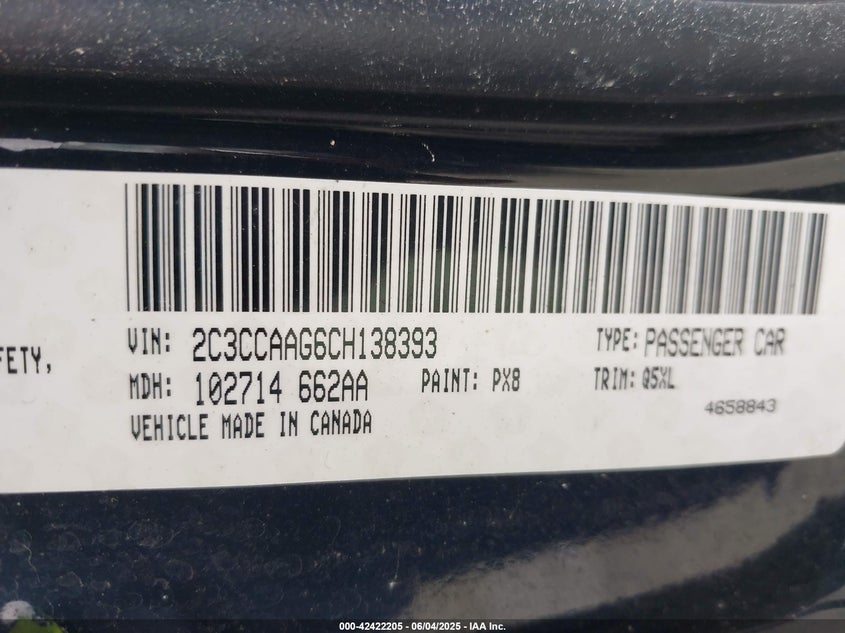 FETY,
VIN: 2C3CCAAG6CH138393 TYPE: PASSENGER CAR
MDH: 102714 662AA PAINT: PX8 TRIM: Q5XL
VEHICLE MADE IN CANADA 4658843
000-42422205 - 06/04/2025 - IAA Inc.